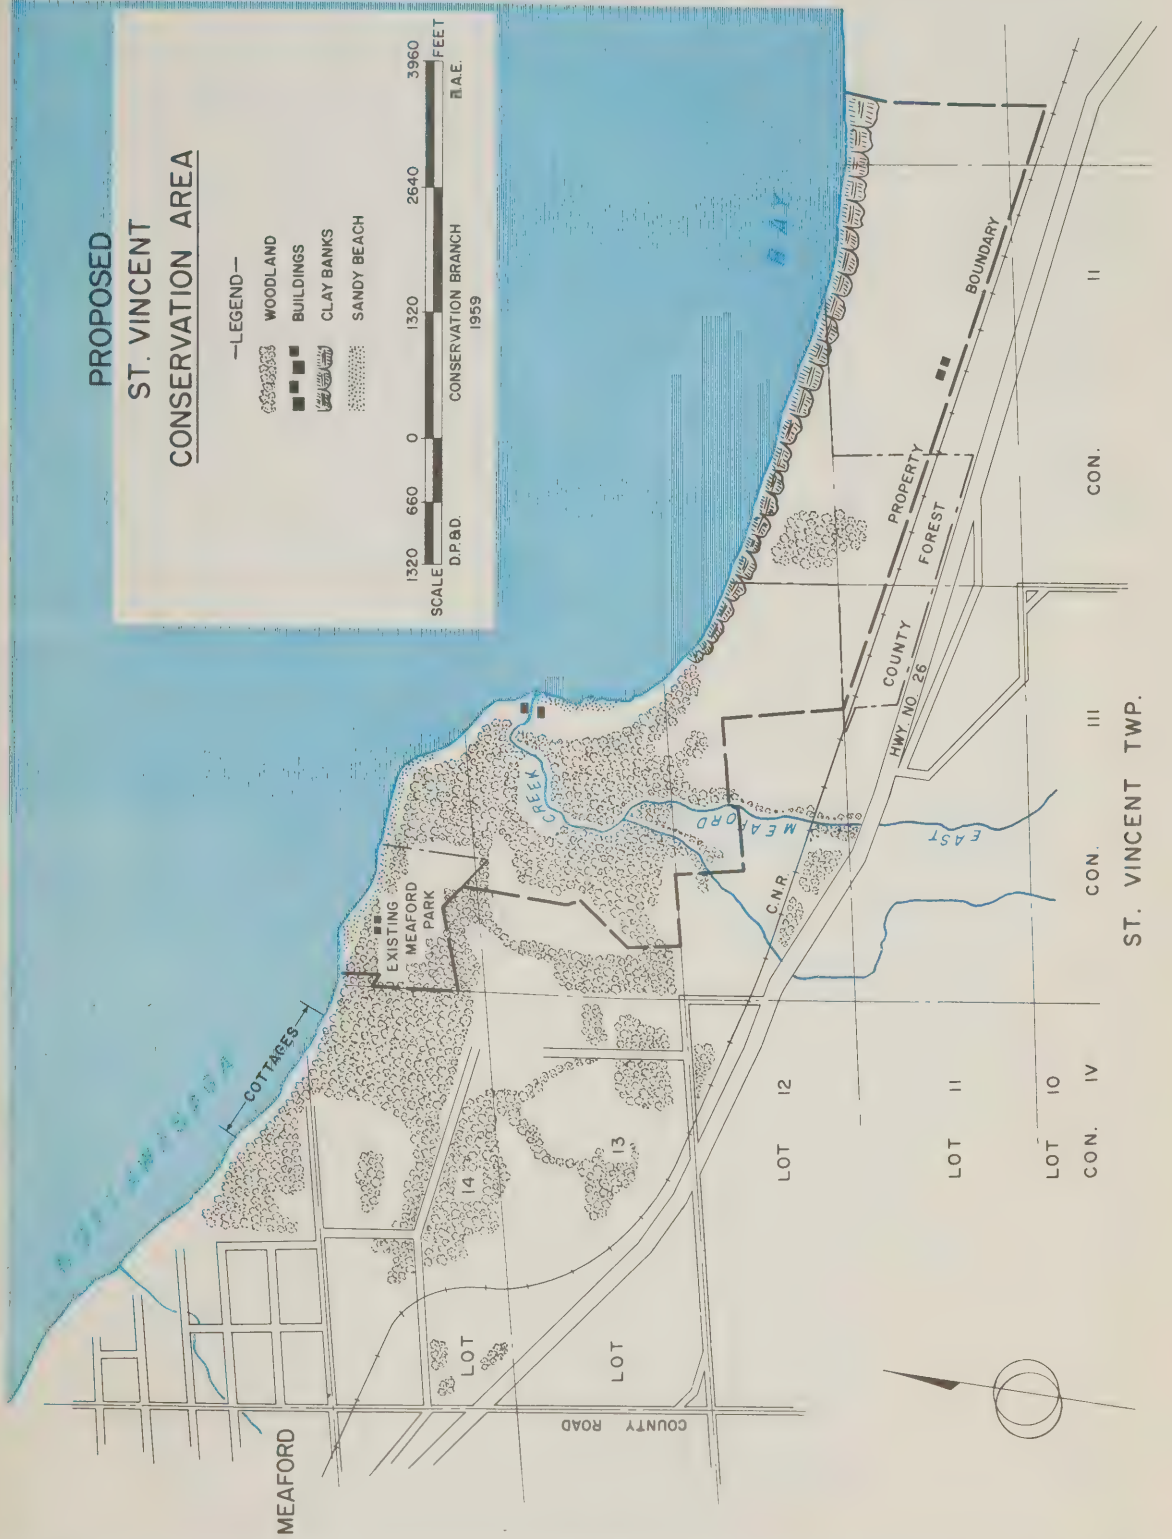 PROPOSED
ST. VINCENT
CONSERVATION AREA
—LEGEND—
WOODLAND
BUILDINGS
CLAY BANKS
SANDY BEACH
1320 660 0 1320 2640 3960
SCALE FEET
D.P.&D. CONSERVATION BRANCH R.A.E.
1959
NOTTAWASAGA
BAY
COTTAGES
MEAFORD
EXISTING
MEAFORD
PARK
CREEK
MEAFORD
EAST
C.N.R.
HWY. NO. 26
COUNTY FOREST
PROPERTY BOUNDARY
COUNTY ROAD
LOT 14
LOT 13
LOT 12
LOT 11
LOT 10
CON. IV
CON. III
CON. II
ST. VINCENT TWP.